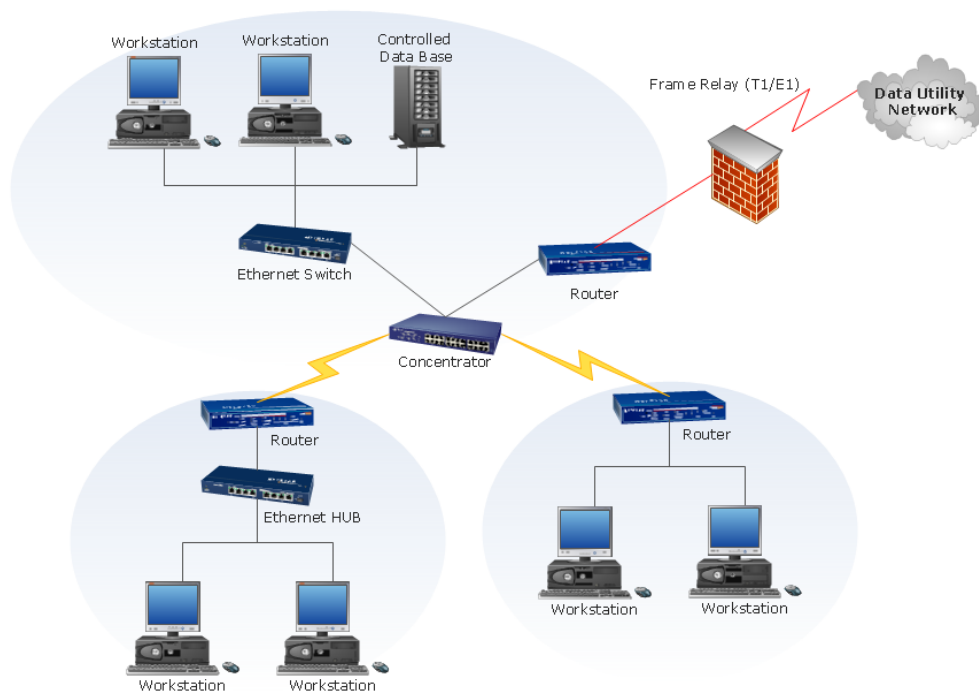 Workstation
Workstation
Controlled
Data Base
Frame Relay (T1/E1)
Data Utility
Network
Ethernet Switch
Router
Concentrator
Router
Router
Ethernet HUB
Workstation
Workstation
Workstation
Workstation